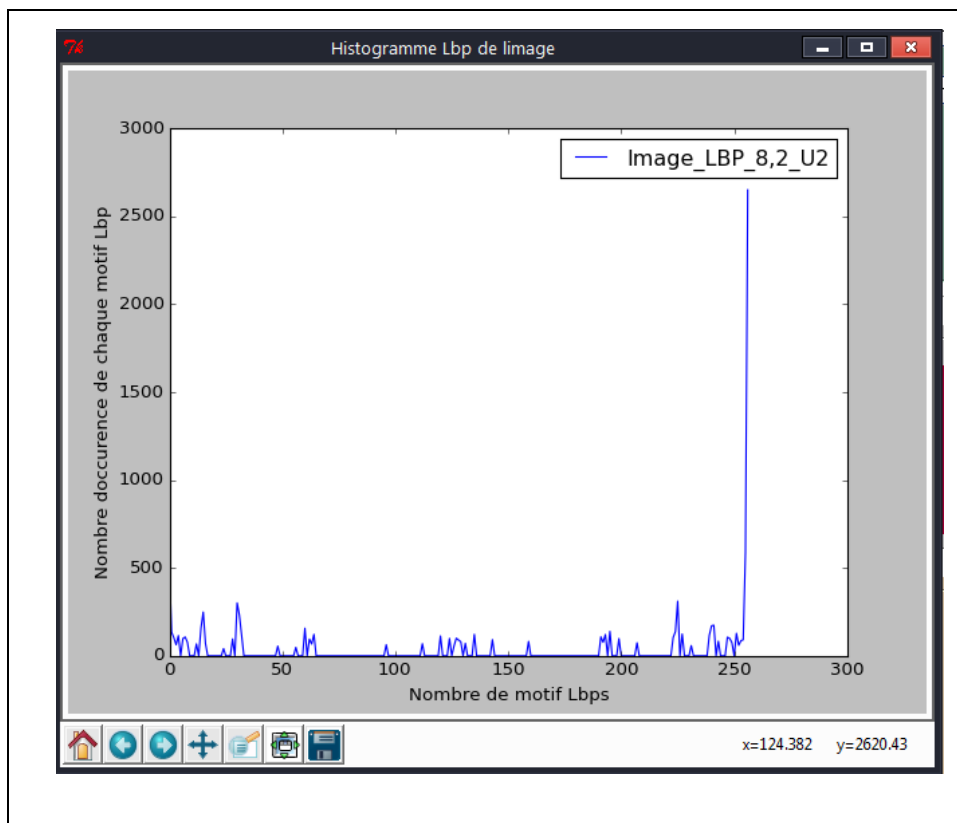 Histogramme Lbp de limage
3000
2500
2000
1500
1000
500
0
Nombre doccurence de chaque motif Lbp
Image_LBP_8,2_U2
0 50 100 150 200 250 300
Nombre de motif Lbps
x=124.382 y=2620.43